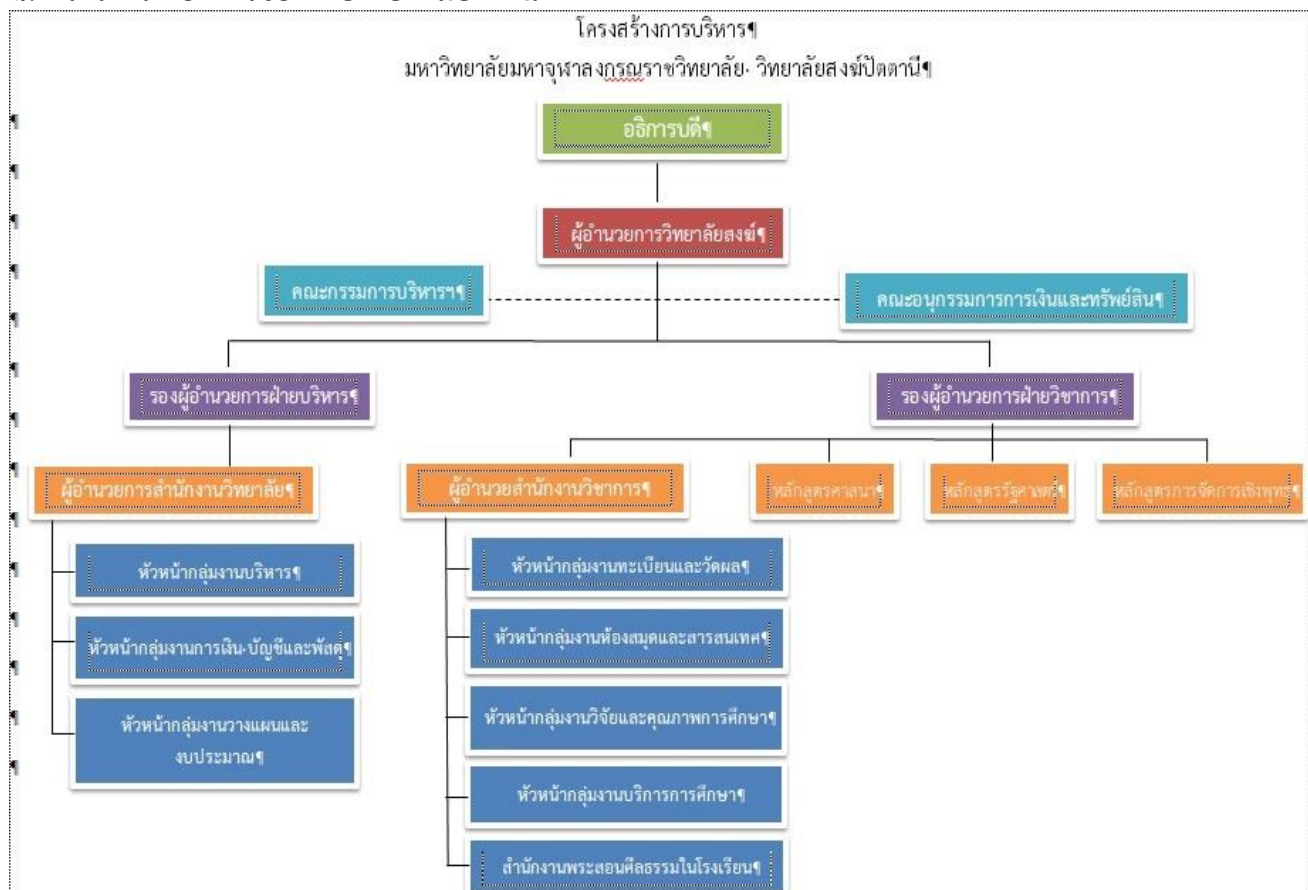 โครงสร้างการบริหาร¶
มหาวิทยาลัยมหาจุฬาลงกรณราชวิทยาลัย· วิทยาลัยสงฆ์ปัตตานี¶
อธิการบดี¶
ผู้อำนวยการวิทยาลัยสงฆ์¶
คณะกรรมการบริหารฯ¶
คณะอนุกรรมการการเงินและทรัพย์สิน¶
รองผู้อำนวยการฝ่ายบริหาร¶
รองผู้อำนวยการฝ่ายวิชาการ¶
ผู้อำนวยการสำนักงานวิทยาลัย¶
ผู้อำนวยสำนักงานวิชาการ¶
หลักสูตรศาสนา¶
หลักสูตรรัฐศาสตร์¶
หลักสูตรการจัดการเชิงพุทธ¶
หัวหน้ากลุ่มงานบริหาร¶
หัวหน้ากลุ่มงานการเงิน·บัญชีและพัสดุ¶
หัวหน้ากลุ่มงานวางแผนและ
งบประมาณ¶
หัวหน้ากลุ่มงานทะเบียนและวัดผล¶
หัวหน้ากลุ่มงานห้องสมุดและสารสนเทศ¶
หัวหน้ากลุ่มงานวิจัยและคุณภาพการศึกษา¶
หัวหน้ากลุ่มงานบริการการศึกษา¶
สำนักงานพระสอนศีลธรรมในโรงเรียน¶